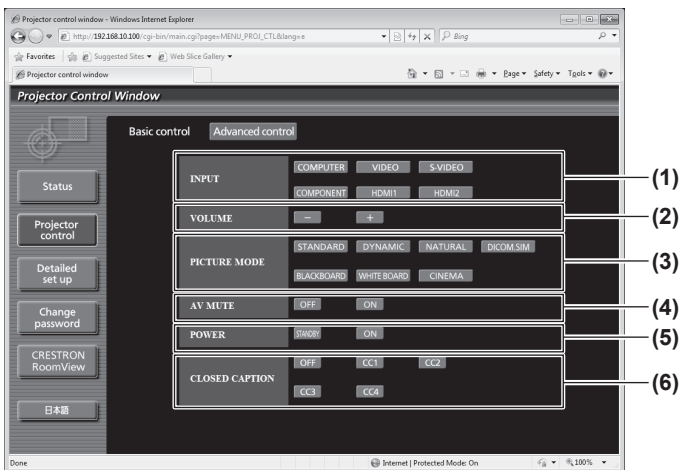 Projector control window - Windows Internet Explorer
http://192.168.10.100/cgi-bin/main.cgi?page=MENU_PROJ_CTL&lang=e
Bing
Favorites Suggested Sites Web Slice Gallery
Projector control window
Page Safety Tools
Projector Control Window
Basic control Advanced control
Status
Projector control
Detailed set up
Change password
CRESTRON RoomView
日本語
INPUT
COMPUTER VIDEO S-VIDEO
COMPONENT HDMI1 HDMI2
(1)
VOLUME - +
(2)
PICTURE MODE
STANDARD DYNAMIC NATURAL DICOM.SIM
BLACKBOARD WHITE BOARD CINEMA
(3)
AV MUTE OFF ON
(4)
POWER STANDBY ON
(5)
CLOSED CAPTION
OFF CC1 CC2
CC3 CC4
(6)
Done Internet | Protected Mode: On 100%